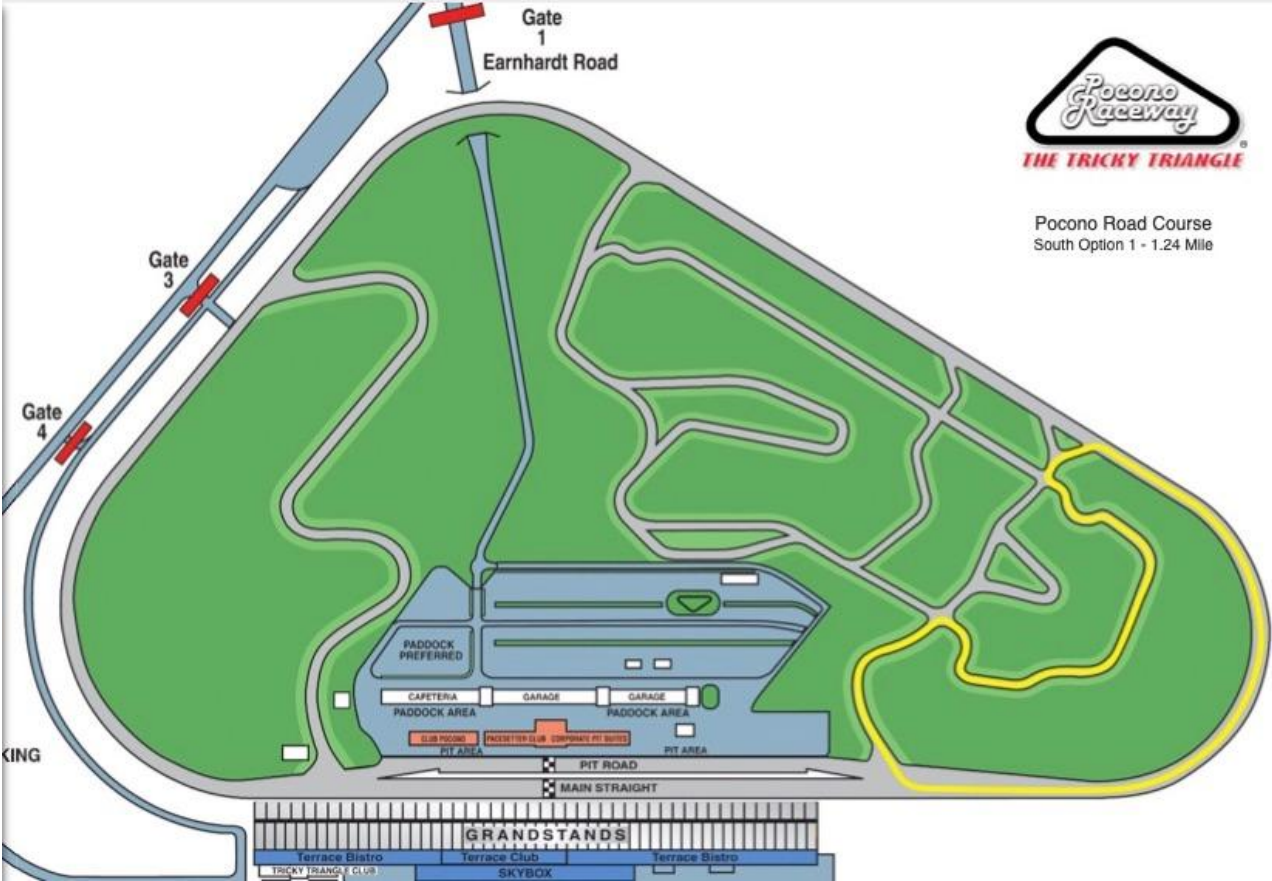 Gate
1
Earnhardt Road
Pocono
Raceway
®
THE TRICKY TRIANGLE
Pocono Road Course
South Option 1 - 1.24 Mile
Gate
3
Gate
4
PADDOCK
PREFERRED
CAFETERIA
GARAGE
GARAGE
PADDOCK AREA
PADDOCK AREA
CLUB POCONO
PACESETTER CLUB
CORPORATE PIT SUITES
PIT AREA
PIT AREA
KING
PIT ROAD
MAIN STRAIGHT
GRANDSTANDS
Terrace Bistro
Terrace Club
Terrace Bistro
TRICKY TRIANGLE CLUB
SKYBOX